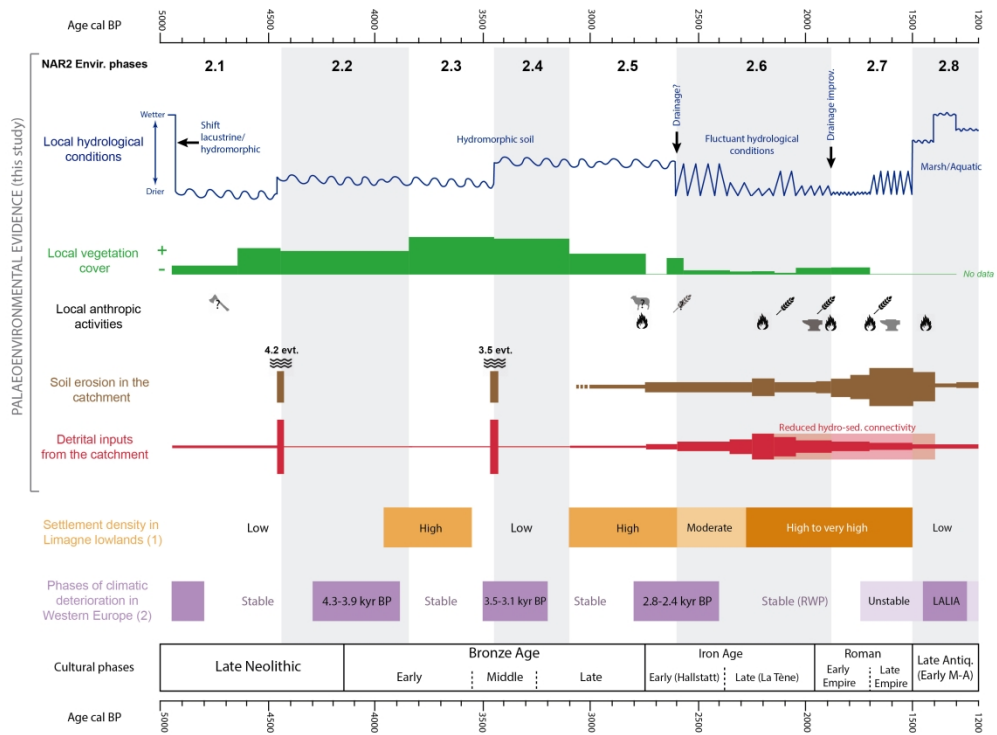 Age cal BP
5000 4500 4000 3500 3000 2500 2000 1500 1200
PALAEOENVIRONMENTAL EVIDENCE (this study)
NAR2 Envir. phases
2.1 2.2 2.3 2.4 2.5 2.6 2.7 2.8
Local hydrological
conditions
Wetter
Drier
Shift
lacustrine/
hydromorphic
Hydromorphic soil
Drainage?
Fluctuant hydrological
conditions
Drainage improv.
Marsh/Aquatic
Local vegetation
cover
+
-
No data
Local anthropic
activities
?
?
?
4.2 evt.
3.5 evt.
Soil erosion in the
catchment
Detrital inputs
from the catchment
Reduced hydro-sed. connectivity
Settlement density in
Limagne lowlands (1)
Low High Low High Moderate High to very high Low
Phases of climatic
deterioration in
Western Europe (2)
Stable 4.3-3.9 kyr BP Stable 3.5-3.1 kyr BP Stable 2.8-2.4 kyr BP Stable (RWP) Unstable LALIA
Cultural phases
Late Neolithic
Bronze Age
Early Middle Late
Iron Age
Early (Hallstatt) Late (La Tène)
Roman
Early
Empire
Late
Empire
Late Antiq.
(Early M-A)
Age cal BP
5000 4500 4000 3500 3000 2500 2000 1500 1200